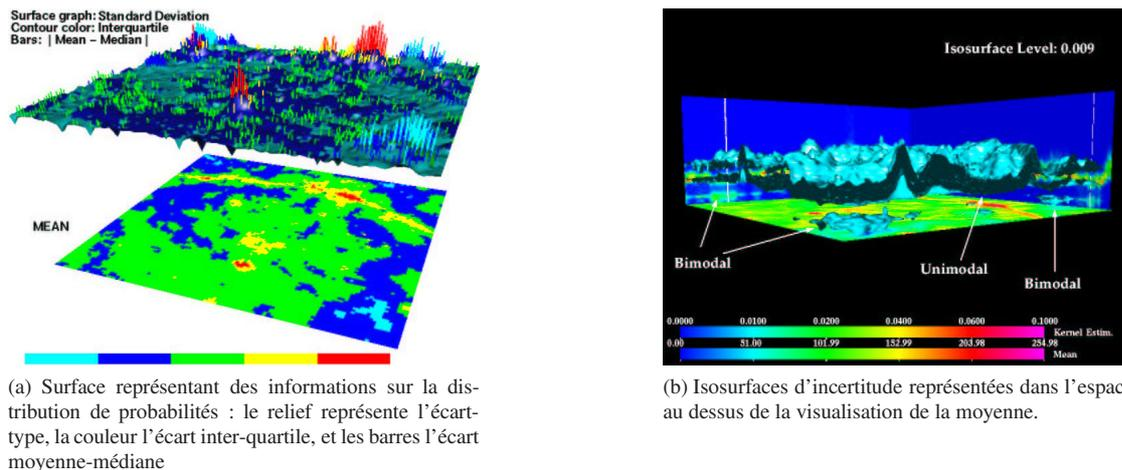 Surface graph: Standard Deviation
Contour color: Interquartile
Bars: | Mean – Median |
MEAN
(a) Surface représentant des informations sur la dis-
tribution de probabilités : le relief représente l'écart-
type, la couleur l'écart inter-quartile, et les barres l'écart
moyenne-médiane
Isosurface Level: 0.009
Bimodal
Unimodal
Bimodal
0.0000 0.0100 0.0200 0.0400 0.0600 0.1000
Kernel Estim.
0.00 51.00 101.99 152.99 203.98 254.98
Mean
(b) Isosurfaces d'incertitude représentées dans l'espac
au dessus de la visualisation de la moyenne.